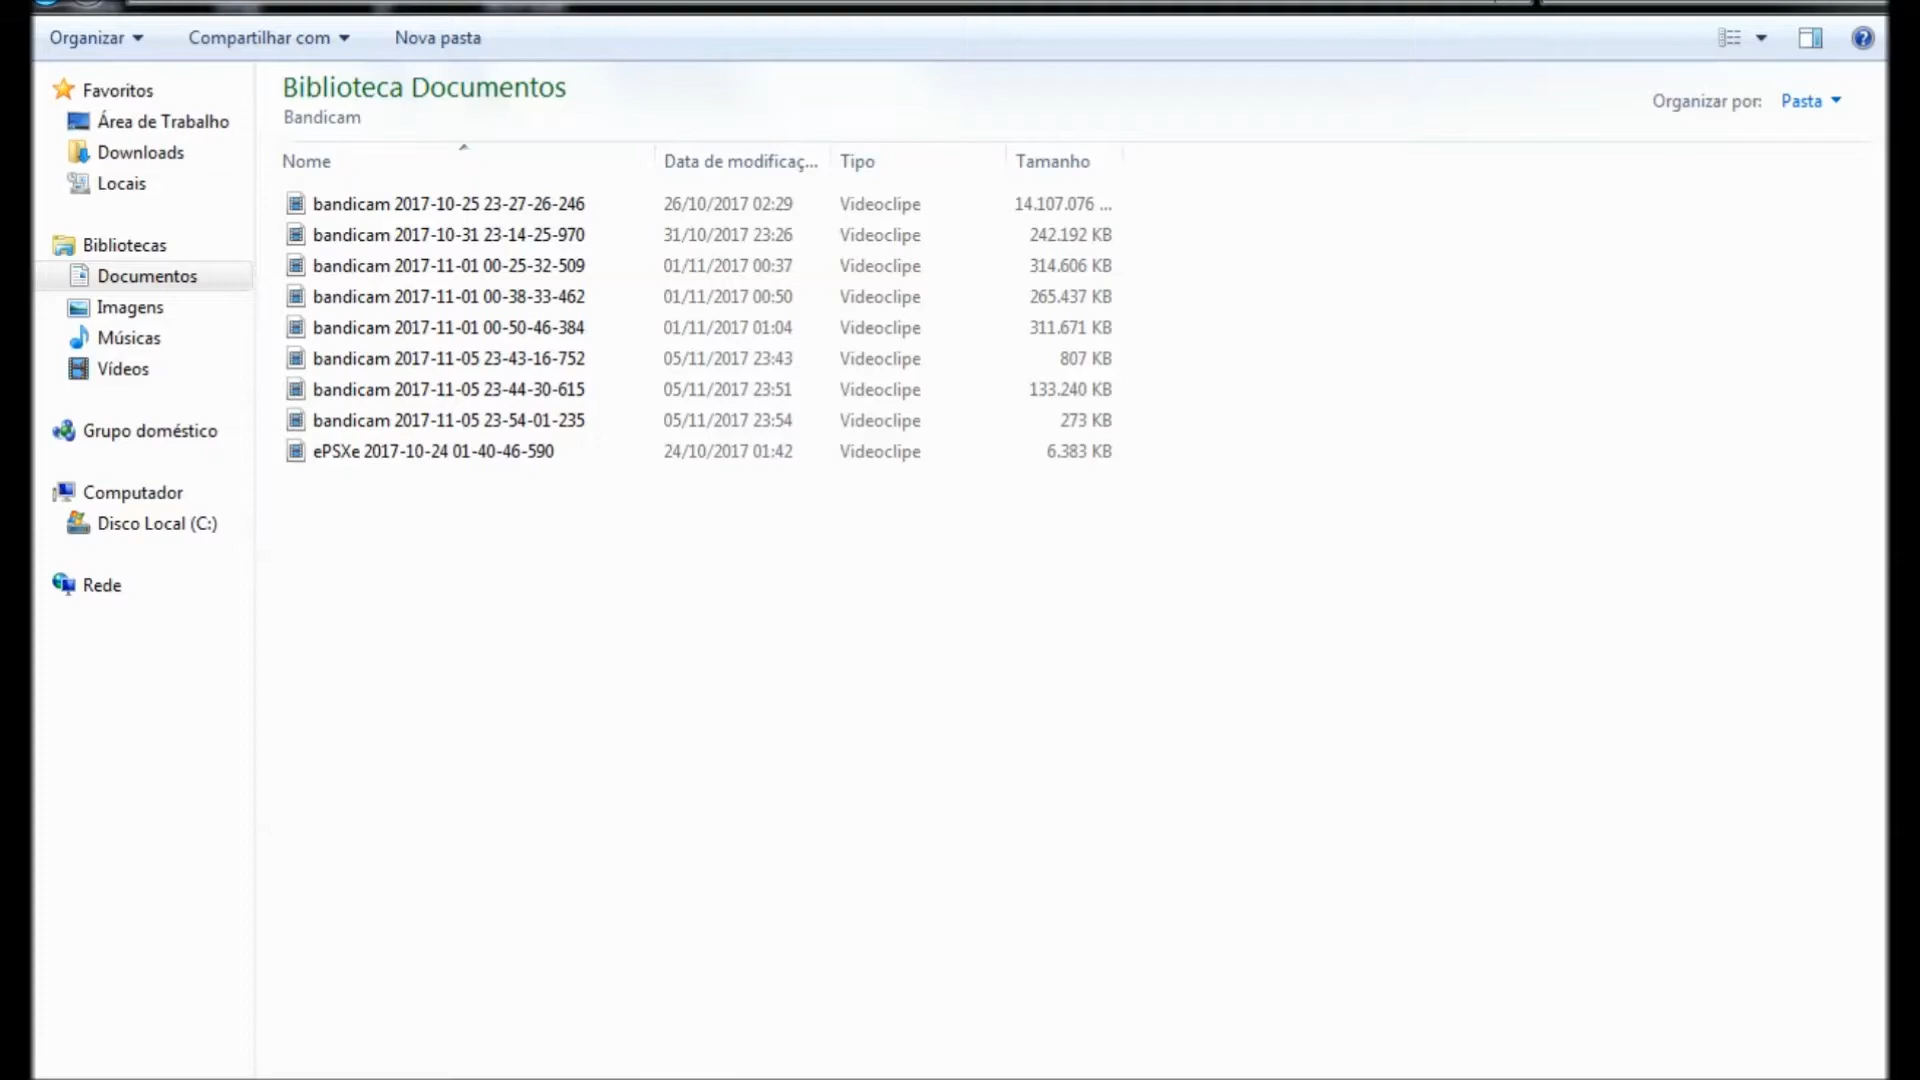 Organizar Compartilhar com Nova pasta
Favoritos
Área de Trabalho
Downloads
Locais
Bibliotecas
Documentos
Imagens
Músicas
Vídeos
Grupo doméstico
Computador
Disco Local (C:)
Rede
Biblioteca Documentos
Bandicam
Organizar por: Pasta
Nome Data de modificaç... Tipo Tamanho
bandicam 2017-10-25 23-27-26-246 26/10/2017 02:29 Videoclipe 14.107.076 ...
bandicam 2017-10-31 23-14-25-970 31/10/2017 23:26 Videoclipe 242.192 KB
bandicam 2017-11-01 00-25-32-509 01/11/2017 00:37 Videoclipe 314.606 KB
bandicam 2017-11-01 00-38-33-462 01/11/2017 00:50 Videoclipe 265.437 KB
bandicam 2017-11-01 00-50-46-384 01/11/2017 01:04 Videoclipe 311.671 KB
bandicam 2017-11-05 23-43-16-752 05/11/2017 23:43 Videoclipe 807 KB
bandicam 2017-11-05 23-44-30-615 05/11/2017 23:51 Videoclipe 133.240 KB
bandicam 2017-11-05 23-54-01-235 05/11/2017 23:54 Videoclipe 273 KB
ePSXe 2017-10-24 01-40-46-590 24/10/2017 01:42 Videoclipe 6.383 KB